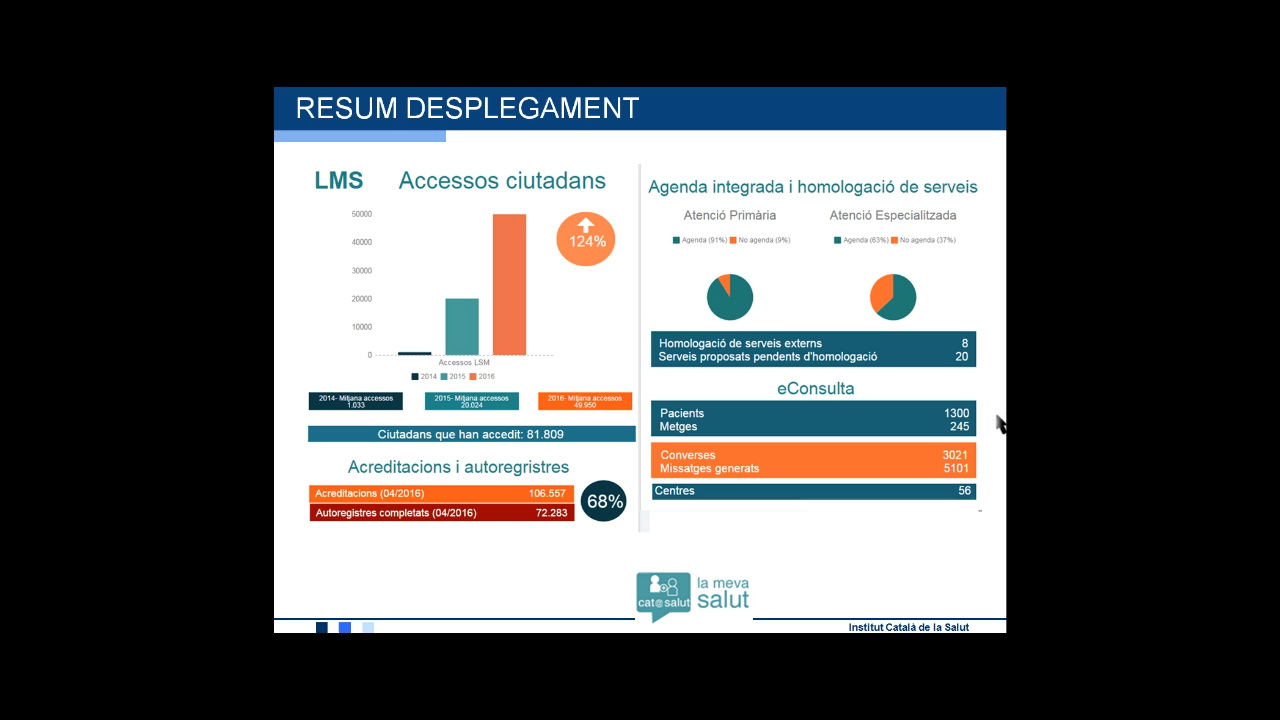 RESUM DESPLEGAMENT
LMS Accessos ciutadans
50000
40000
30000
20000
10000
0
124%
Accessos LSM
2014 2015 2016
2014- Mitjana accessos
1.033
2015- Mitjana accessos
20.024
2016- Mitjana accessos
49.950
Ciutadans que han accedit: 81.809
Acreditacions i autoregristres
Acreditacions (04/2016) 106.557
Autoregistres completats (04/2016) 72.283
68%
Agenda integrada i homologació de serveis
Atenció Primària
Agenda (91%) No agenda (9%)
Atenció Especialitzada
Agenda (63%) No agenda (37%)
Homologació de serveis externs 8
Serveis proposats pendents d'homologació 20
eConsulta
Pacients 1300
Metges 245
Converses 3021
Missatges generats 5101
Centres 56
cat@salut
la meva
salut
Institut Català de la Salut